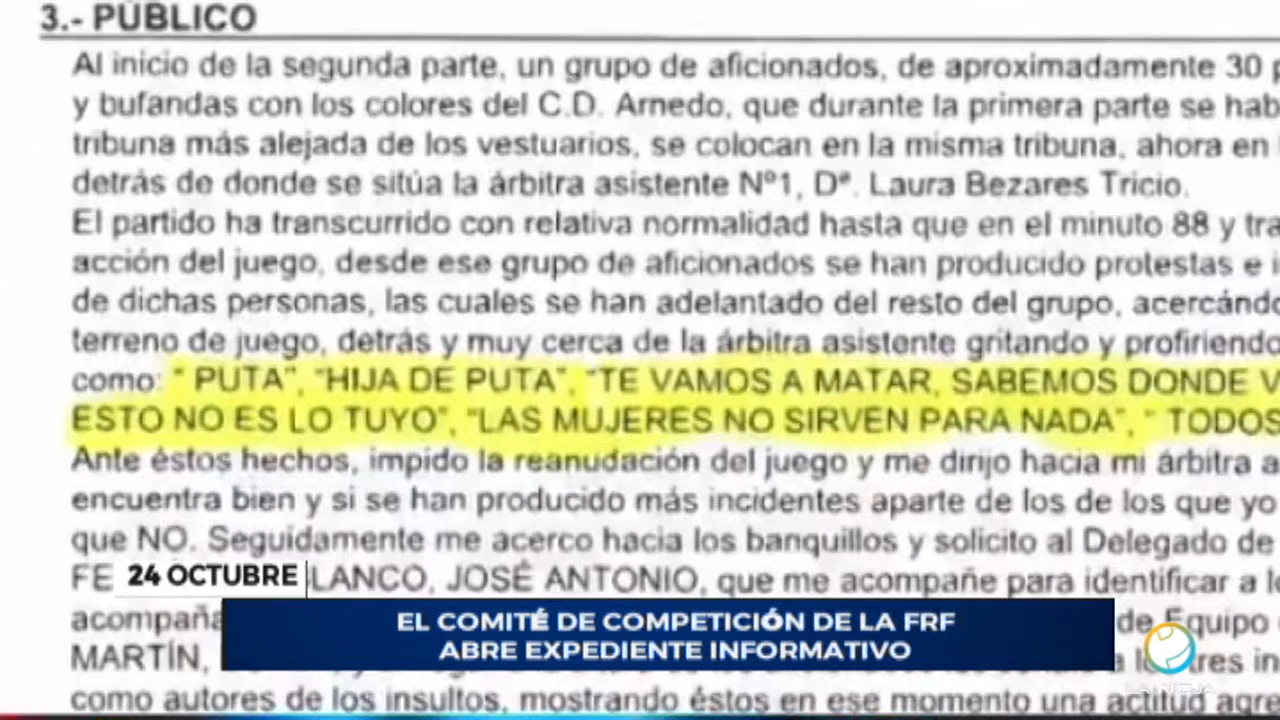 3.- PÚBLICO
Al inicio de la segunda parte, un grupo de aficionados, de aproximadamente 30
y bufandas con los colores del C.D. Arnedo, que durante la primera parte se
tribuna más alejada de los vestuarios, se colocan en la misma tribuna, ahora en
detrás de donde se sitúa la árbitra asistente Nº1, Dª. Laura Bezares Tricio.
El partido ha transcurrido con relativa normalidad hasta que en el minuto 88 y
acción del juego, desde ese grupo de aficionados se han producido protestas e
de dichas personas, las cuales se han adelantado del resto del grupo,
terreno de juego, detrás y muy cerca de la árbitra asistente gritando y profiriendo
como: " PUTA", "HIJA DE PUTA", "TE VAMOS A MATAR, SABEMOS DONDE
ESTO NO ES LO TUYO", "LAS MUJERES NO SIRVEN PARA NADA", " TODOS
Ante éstos hechos, impido la reanudación del juego y me dirijo hacia mi árbitra
encuentra bien y si se han producido más incidentes aparte de los de los que yo
que NO. Seguidamente me acerco hacia los banquillos y solicito al Delegado de
FE LANCO, JOSÉ ANTONIO, que me acompañe para identificar a
24 OCTUBRE
acompaña de Equipo
EL COMITÉ DE COMPETICIÓN DE LA FRF
ABRE EXPEDIENTE INFORMATIVO
MARTÍN, tres
como autores de los insultos, mostrando éstos en ese momento una actitud